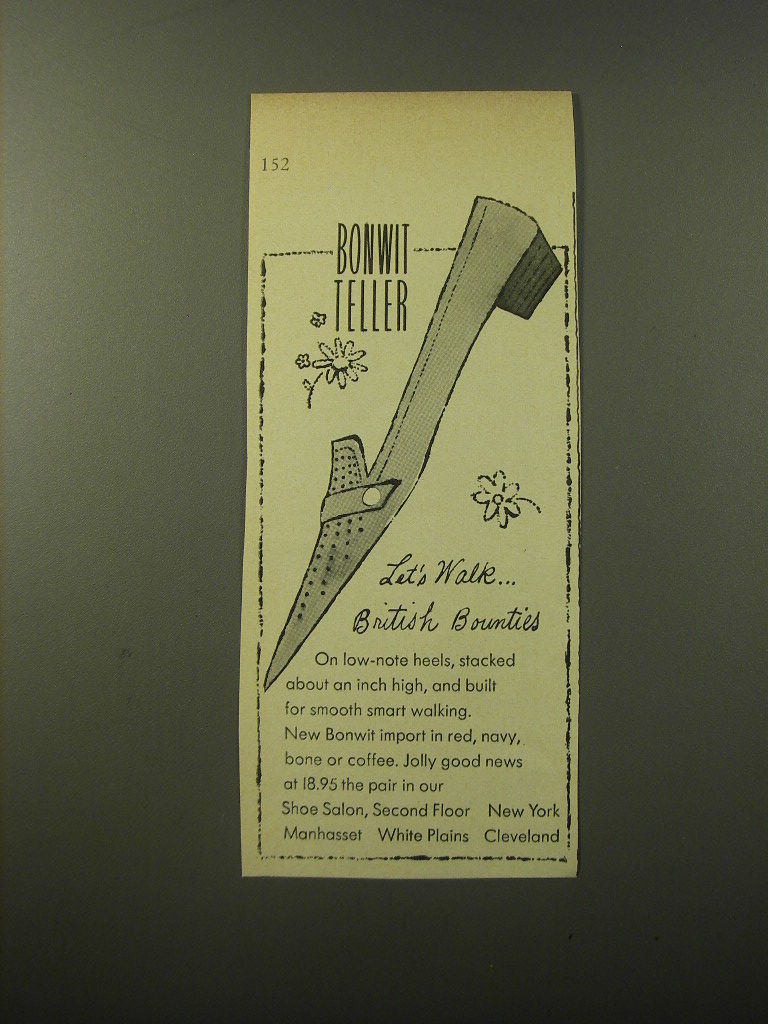 152
BONWIT
TELLER
Let's Walk...
British Bounties
On low-note heels, stacked
about an inch high, and built
for smooth smart walking.
New Bonwit import in red, navy,
bone or coffee. Jolly good news
at 18.95 the pair in our
Shoe Salon, Second Floor New York
Manhasset White Plains Cleveland